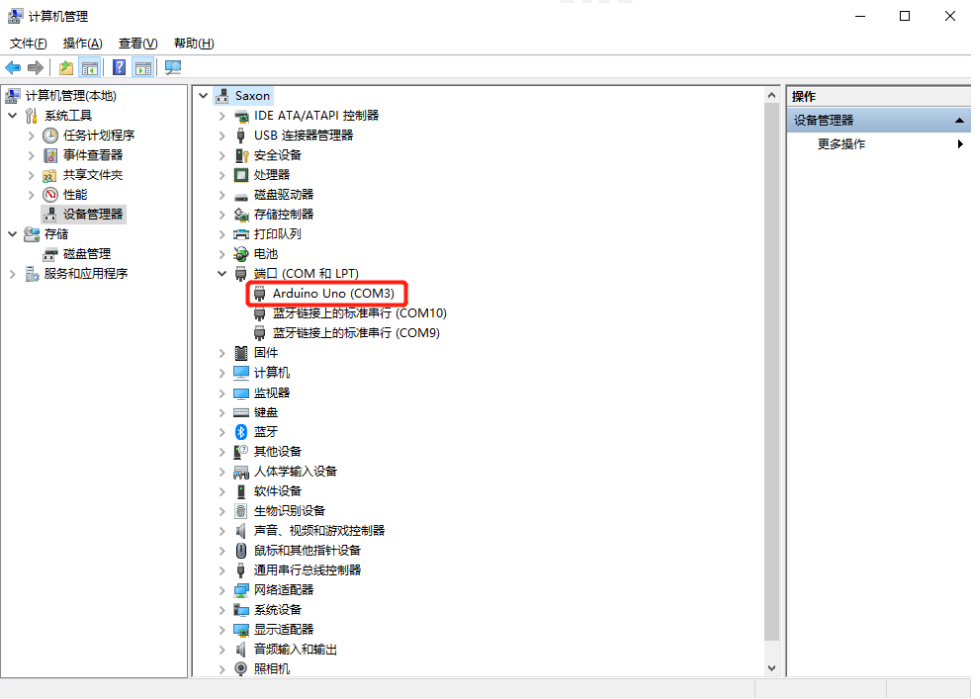 计算机管理
文件(F) 操作(A) 查看(V) 帮助(H)
计算机管理(本地)
系统工具
任务计划程序
事件查看器
共享文件夹
性能
设备管理器
存储
磁盘管理
服务和应用程序
Saxon
IDE ATA/ATAPI 控制器
USB 连接器管理器
安全设备
处理器
磁盘驱动器
存储控制器
打印队列
电池
端口 (COM 和 LPT)
Arduino Uno (COM3)
蓝牙链接上的标准串行 (COM10)
蓝牙链接上的标准串行 (COM9)
固件
计算机
监视器
键盘
蓝牙
其他设备
人体学输入设备
软件设备
生物识别设备
声音、视频和游戏控制器
鼠标和其他指针设备
通用串行总线控制器
网络适配器
系统设备
显示适配器
音频输入和输出
照相机
操作
设备管理器
更多操作